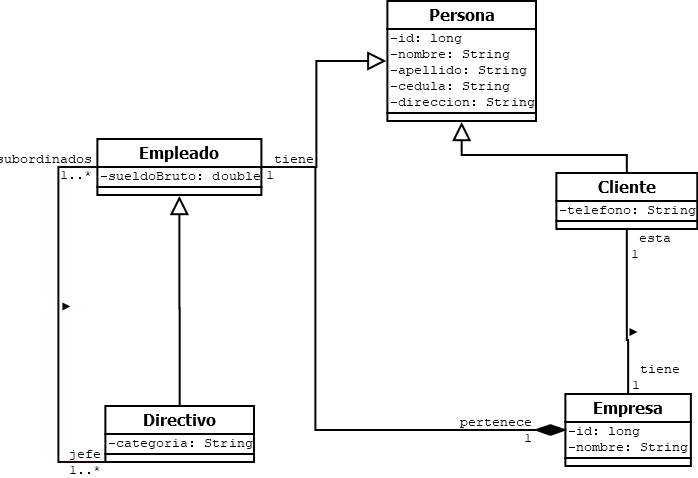 Persona
-id: long
-nombre: String
-apellido: String
-cedula: String
-direccion: String
subordinados
1..*
Empleado
-sueldoBruto: double
tiene
1
Cliente
-telefono: String
esta
1
tiene
1
Directivo
-categoria: String
jefe
1..*
pertenece
1
Empresa
-id: long
-nombre: String